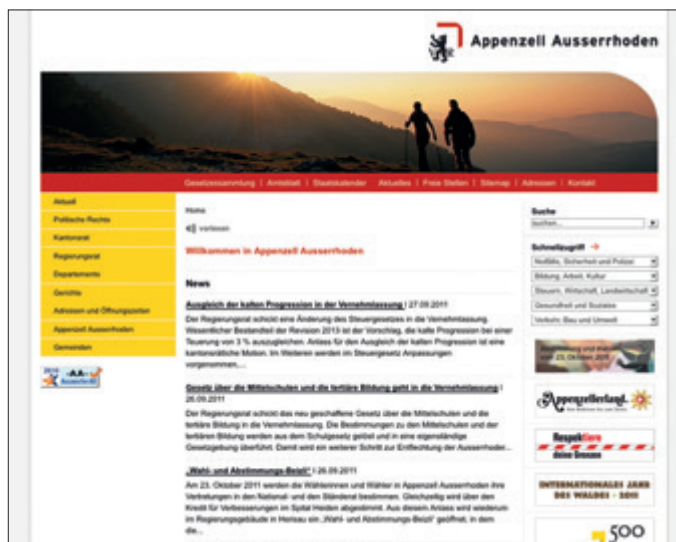 Appenzell Ausserrhoden
Gesetzessammlung | Amtsblatt | Staatskalender Aktuelles | Freie Stellen | Sitemap | Adressen | Kontakt
Aktuell
Politische Rechte
Kantonsrat
Regierungsrat
Departemente
Gerichte
Adressen und Öffnungszeiten
Appenzell Ausserrhoden
Gemeinden
Home
vorlesen
Willkommen in Appenzell Ausserrhoden
News
Ausgleich der kalten Progression in der Vernehmlassung | 27.09.2011
Der Regierungsrat schickt eine Änderung des Steuergesetzes in die Vernehmlassung.
Wesentlicher Bestandteil der Revision 2013 ist der Vorschlag, die kalte Progression bei einer
Teuerung von 3 % auszugleichen. Anlass für den Ausgleich der kalten Progression ist eine
kantonsrätliche Motion. Im Weiteren werden im Steuergesetz Anpassungen
vorgenommen,...
Gesetz über die Mittelschulen und die tertiäre Bildung geht in die Vernehmlassung |
26.09.2011
Der Regierungsrat schickt das neu geschaffene Gesetz über die Mittelschulen und die
tertiäre Bildung in die Vernehmlassung. Die Bestimmungen zu den Mittelschulen und der
tertiären Bildung werden aus dem Schulgesetz gelöst und in eine eigenständige
Gesetzgebung überführt. Damit wird ein weiterer Schritt zur Entflechtung der Ausserrhoder...
„Wahl- und Abstimmungs-Beizli" | 26.09.2011
Am 23. Oktober 2011 werden die Wählerinnen und Wähler in Appenzell Ausserrhoden ihre
Vertretungen in den National- und den Ständerat bestimmen. Gleichzeitig wird über den
Kredit für Verbesserungen im Spital Heiden abgestimmt. Aus diesem Anlass wird wiederum
im Regierungsgebäude in Herisau ein „Wahl- und Abstimmungs-Beizli" geöffnet, in dem
die...
Suche
suchen...
Schnellzugriff
Notfälle, Sicherheit und Polizei
Bildung, Arbeit, Kultur
Steuern, Wirtschaft, Landwirtschaft
Gesundheit und Soziales
Verkehr, Bau und Umwelt
vom 23. Oktober 2011
Appenzellerland.
Respektiere
deine Grenzen
INTERNATIONALES JAHR
DES WALDES · 2011
500